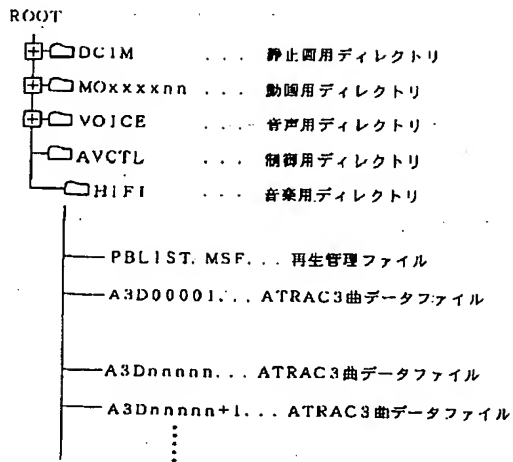 ROOT
DCIM ... 静止画用ディレクトリ
MOxxxxnn ... 動画用ディレクトリ
VOICE ... 音声用ディレクトリ
AVCTL ... 制御用ディレクトリ
HIFI ... 音楽用ディレクトリ
PBLIST.MSF... 再生管理ファイル
A3D00001... ATRAC3曲データファイル
A3Dnnnnn... ATRAC3曲データファイル
A3Dnnnnn+1... ATRAC3曲データファイル